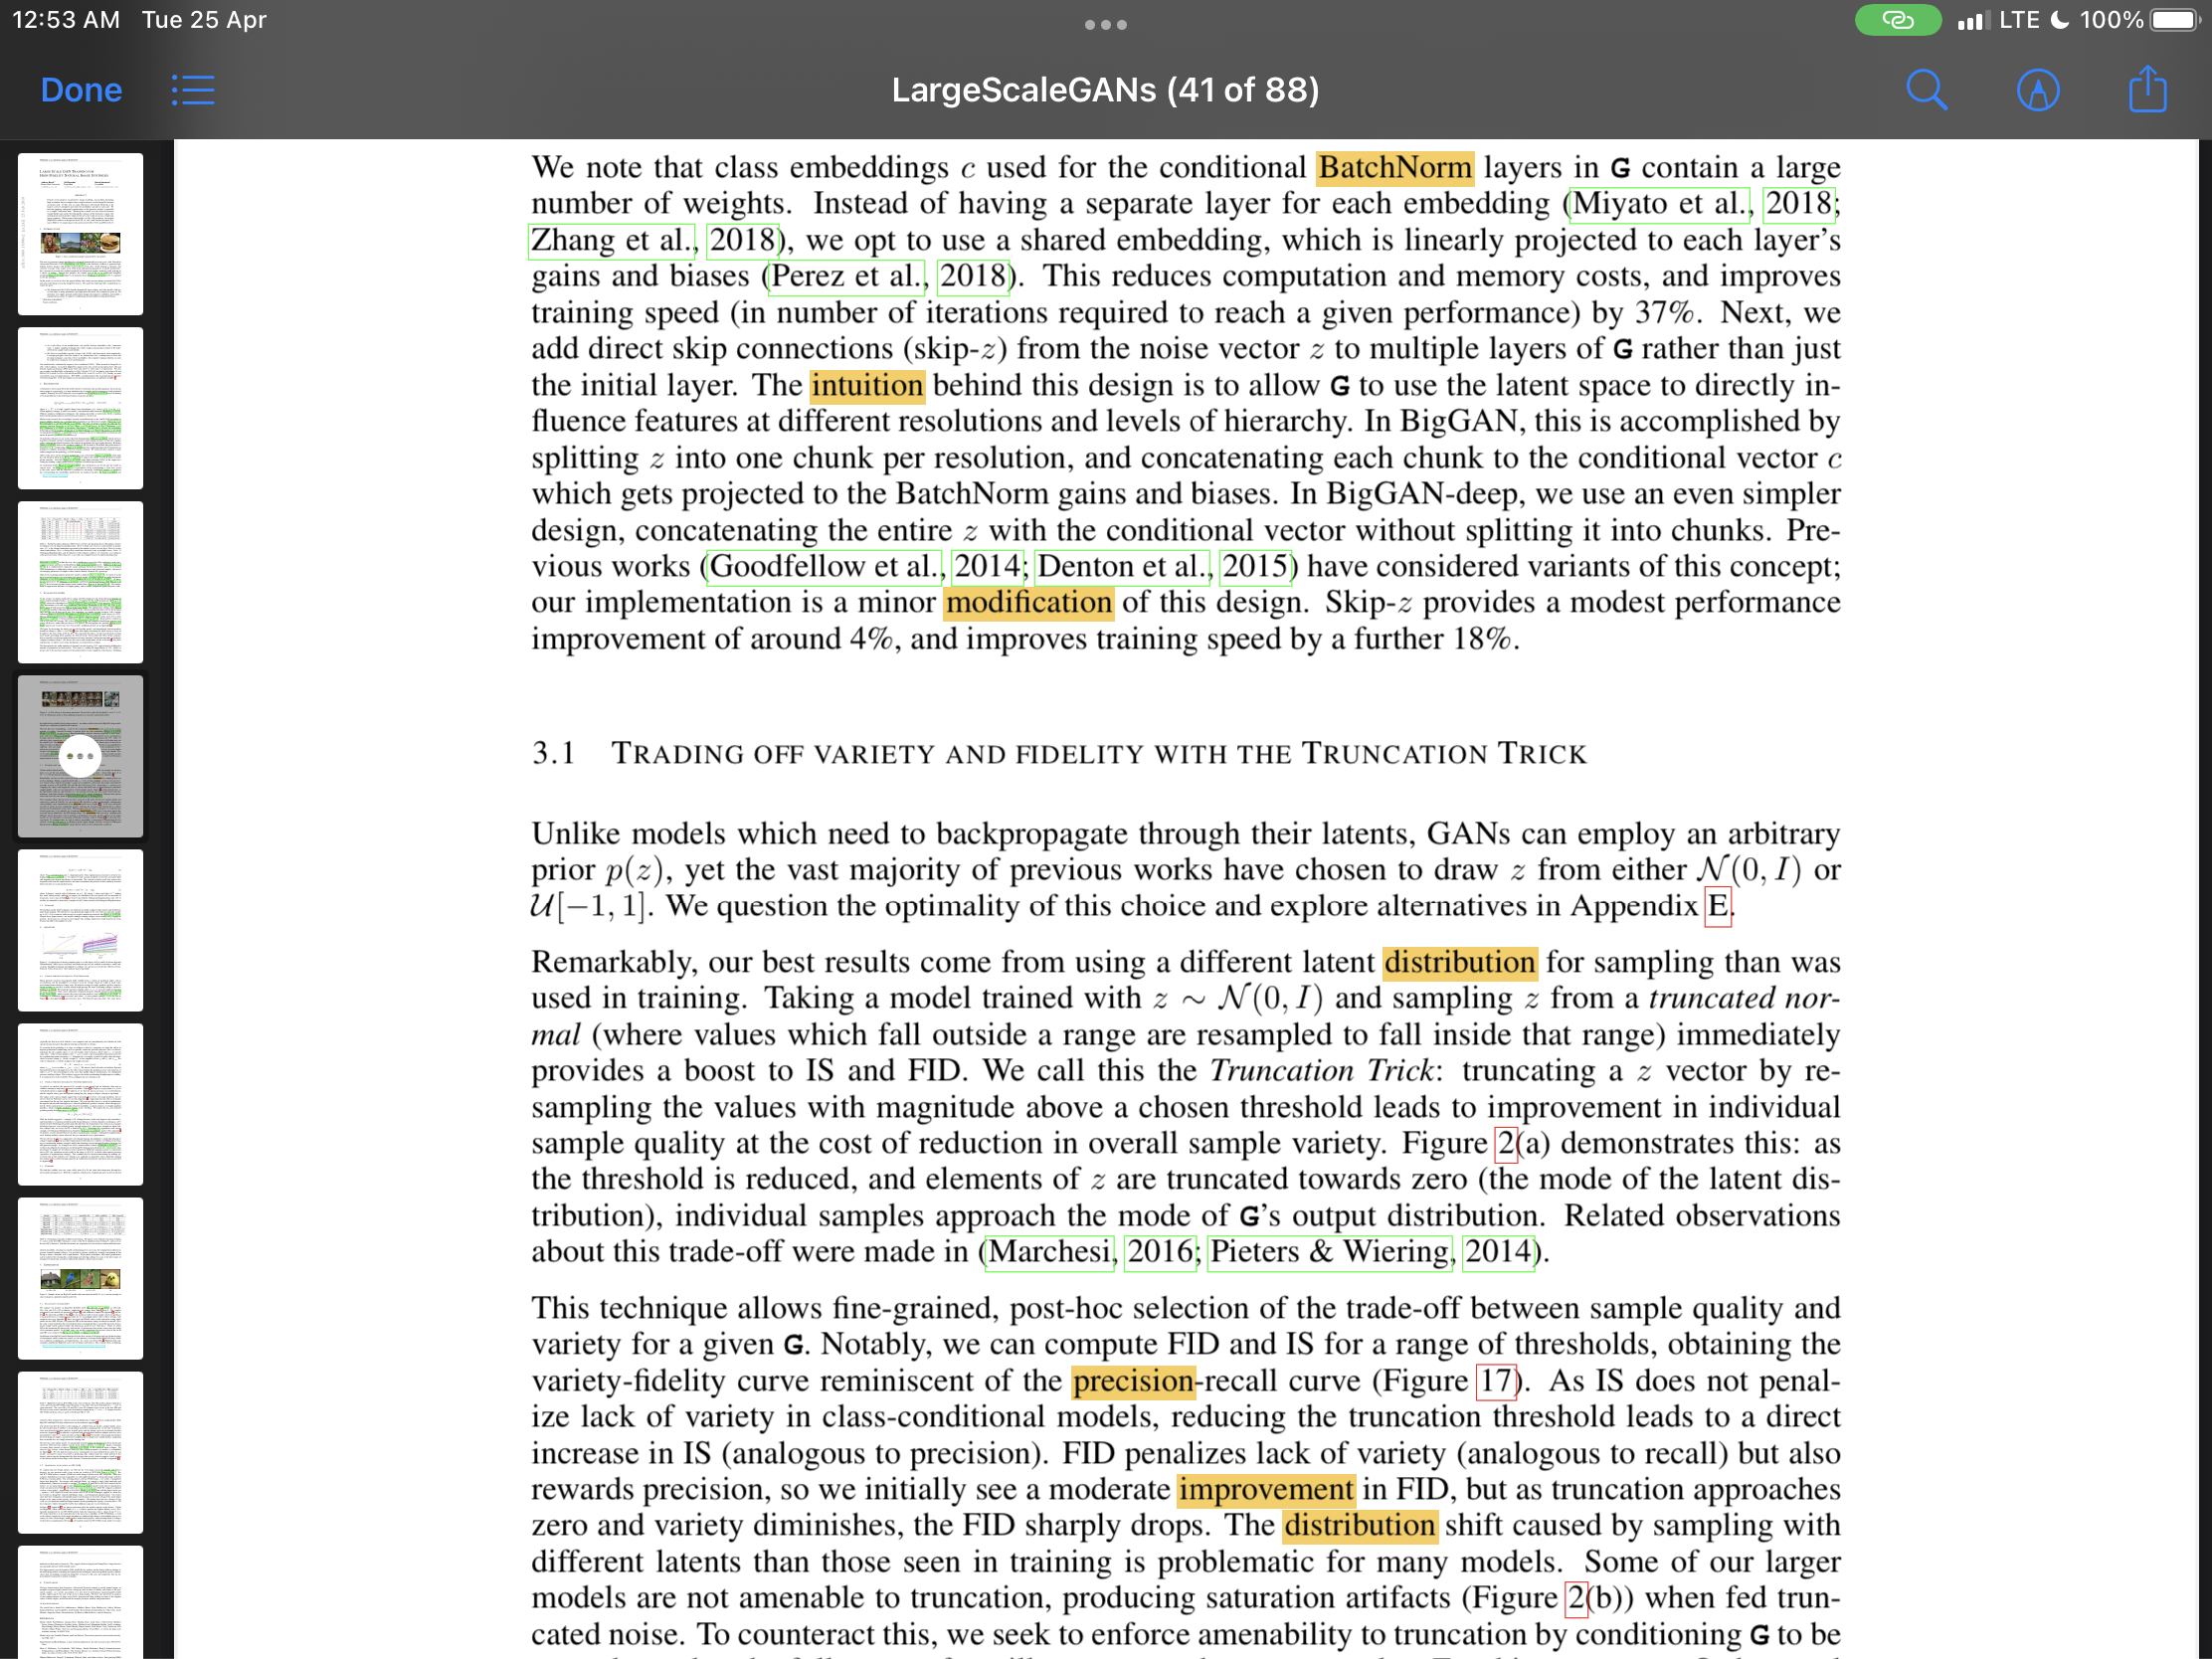 12:53 AM Tue 25 Apr
LTE 100%
Done
LargeScaleGANs (41 of 88)
We note that class embeddings c used for the conditional BatchNorm layers in G contain a large
number of weights. Instead of having a separate layer for each embedding (Miyato et al., 2018;
Zhang et al., 2018), we opt to use a shared embedding, which is linearly projected to each layer's
gains and biases (Perez et al., 2018). This reduces computation and memory costs, and improves
training speed (in number of iterations required to reach a given performance) by 37%. Next, we
add direct skip connections (skip-z) from the noise vector z to multiple layers of G rather than just
the initial layer. The intuition behind this design is to allow G to use the latent space to directly in-
fluence features at different resolutions and levels of hierarchy. In BigGAN, this is accomplished by
splitting z into one chunk per resolution, and concatenating each chunk to the conditional vector c
which gets projected to the BatchNorm gains and biases. In BigGAN-deep, we use an even simpler
design, concatenating the entire z with the conditional vector without splitting it into chunks. Pre-
vious works (Goodfellow et al., 2014; Denton et al., 2015) have considered variants of this concept;
our implementation is a minor modification of this design. Skip-z provides a modest performance
improvement of around 4%, and improves training speed by a further 18%.
3.1 TRADING OFF VARIETY AND FIDELITY WITH THE TRUNCATION TRICK
Unlike models which need to backpropagate through their latents, GANs can employ an arbitrary
prior p(z), yet the vast majority of previous works have chosen to draw z from either 𝒩(0, I) or
𝒰[−1, 1]. We question the optimality of this choice and explore alternatives in Appendix E.
Remarkably, our best results come from using a different latent distribution for sampling than was
used in training. Taking a model trained with z ∼ 𝒩(0, I) and sampling z from a truncated nor-
mal (where values which fall outside a range are resampled to fall inside that range) immediately
provides a boost to IS and FID. We call this the Truncation Trick: truncating a z vector by re-
sampling the values with magnitude above a chosen threshold leads to improvement in individual
sample quality at the cost of reduction in overall sample variety. Figure 2(a) demonstrates this: as
the threshold is reduced, and elements of z are truncated towards zero (the mode of the latent dis-
tribution), individual samples approach the mode of G's output distribution. Related observations
about this trade-off were made in (Marchesi, 2016; Pieters & Wiering, 2014).
This technique allows fine-grained, post-hoc selection of the trade-off between sample quality and
variety for a given G. Notably, we can compute FID and IS for a range of thresholds, obtaining the
variety-fidelity curve reminiscent of the precision-recall curve (Figure 17). As IS does not penal-
ize lack of variety in class-conditional models, reducing the truncation threshold leads to a direct
increase in IS (analogous to precision). FID penalizes lack of variety (analogous to recall) but also
rewards precision, so we initially see a moderate improvement in FID, but as truncation approaches
zero and variety diminishes, the FID sharply drops. The distribution shift caused by sampling with
different latents than those seen in training is problematic for many models. Some of our larger
models are not amenable to truncation, producing saturation artifacts (Figure 2(b)) when fed trun-
cated noise. To counteract this, we seek to enforce amenability to truncation by conditioning G to be